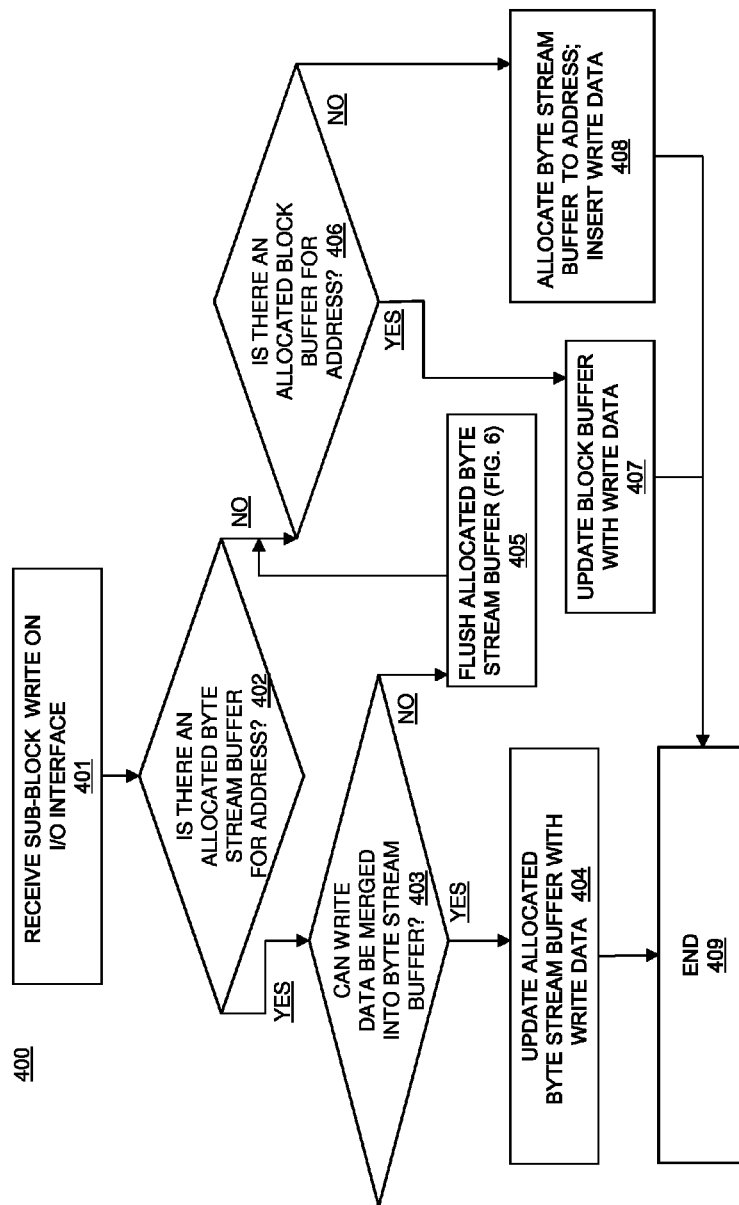 400
RECEIVE SUB-BLOCK WRITE ON
I/O INTERFACE
401
IS THERE AN
ALLOCATED BYTE
STREAM BUFFER
FOR ADDRESS? 402
YES
NO
CAN WRITE
DATA BE MERGED
INTO BYTE STREAM
BUFFER? 403
YES
NO
UPDATE ALLOCATED
BYTE STREAM BUFFER WITH
WRITE DATA 404
FLUSH ALLOCATED BYTE
STREAM BUFFER (FIG. 6)
405
IS THERE AN
ALLOCATED BLOCK
BUFFER FOR
ADDRESS? 406
YES
NO
UPDATE BLOCK BUFFER
WITH WRITE DATA
407
ALLOCATE BYTE STREAM
BUFFER TO ADDRESS;
INSERT WRITE DATA
408
END
409